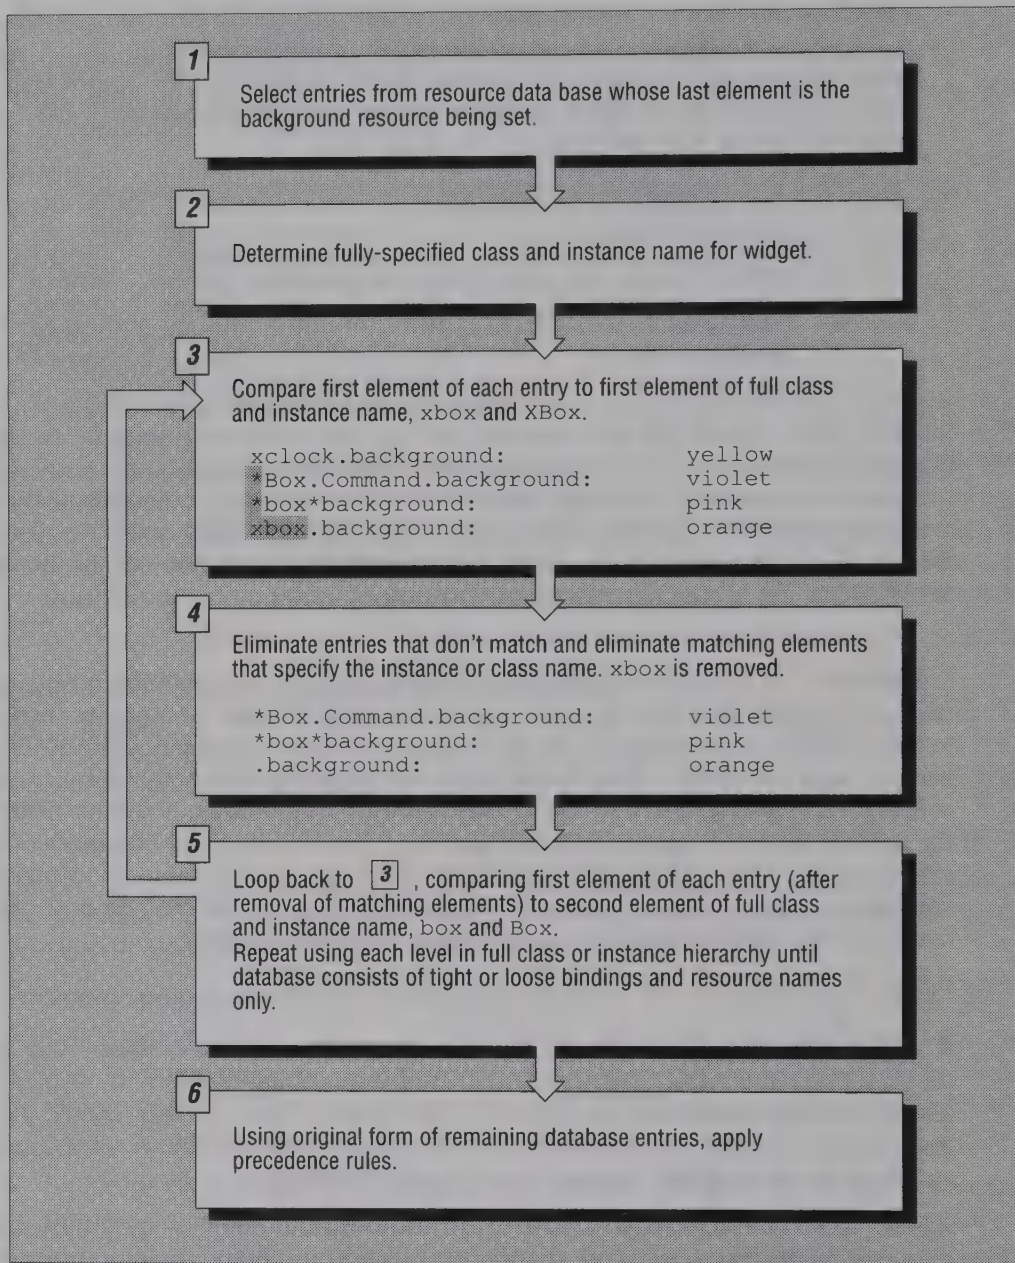 1
Select entries from resource data base whose last element is the
background resource being set.
2
Determine fully-specified class and instance name for widget.
3
Compare first element of each entry to first element of full class
and instance name, xbox and XBox.
xclock.background: yellow
*Box.Command.background: violet
*box*background: pink
xbox.background: orange
4
Eliminate entries that don't match and eliminate matching elements
that specify the instance or class name. xbox is removed.
*Box.Command.background: violet
*box*background: pink
.background: orange
5
Loop back to 3 , comparing first element of each entry (after
removal of matching elements) to second element of full class
and instance name, box and Box.
Repeat using each level in full class or instance hierarchy until
database consists of tight or loose bindings and resource names
only.
6
Using original form of remaining database entries, apply
precedence rules.